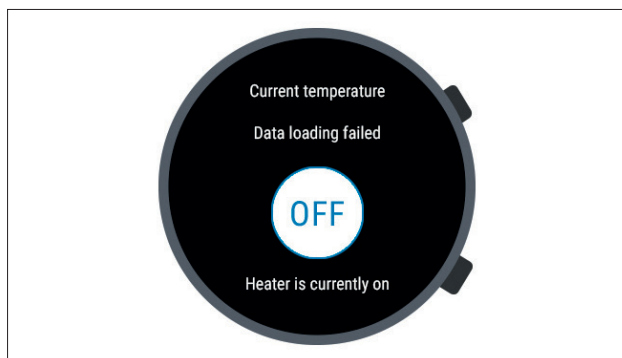 Current temperature
Data loading failed
OFF
Heater is currently on